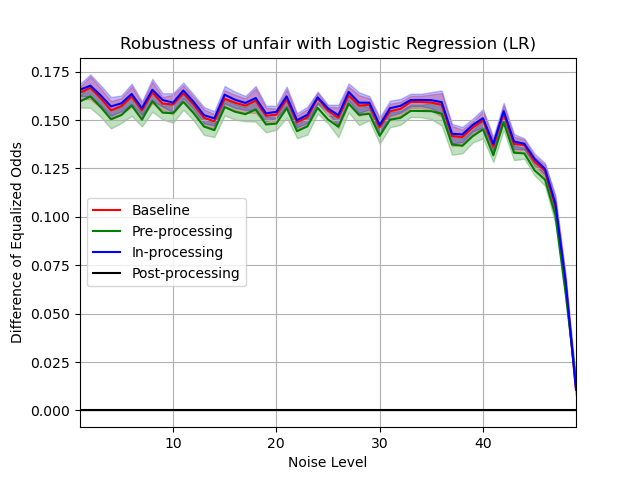 Robustness of unfair with Logistic Regression (LR)
Difference of Equalized Odds
0.175
0.150
0.125
0.100
0.075
0.050
0.025
0.000
Baseline
Pre-processing
In-processing
Post-processing
10
20
30
40
Noise Level